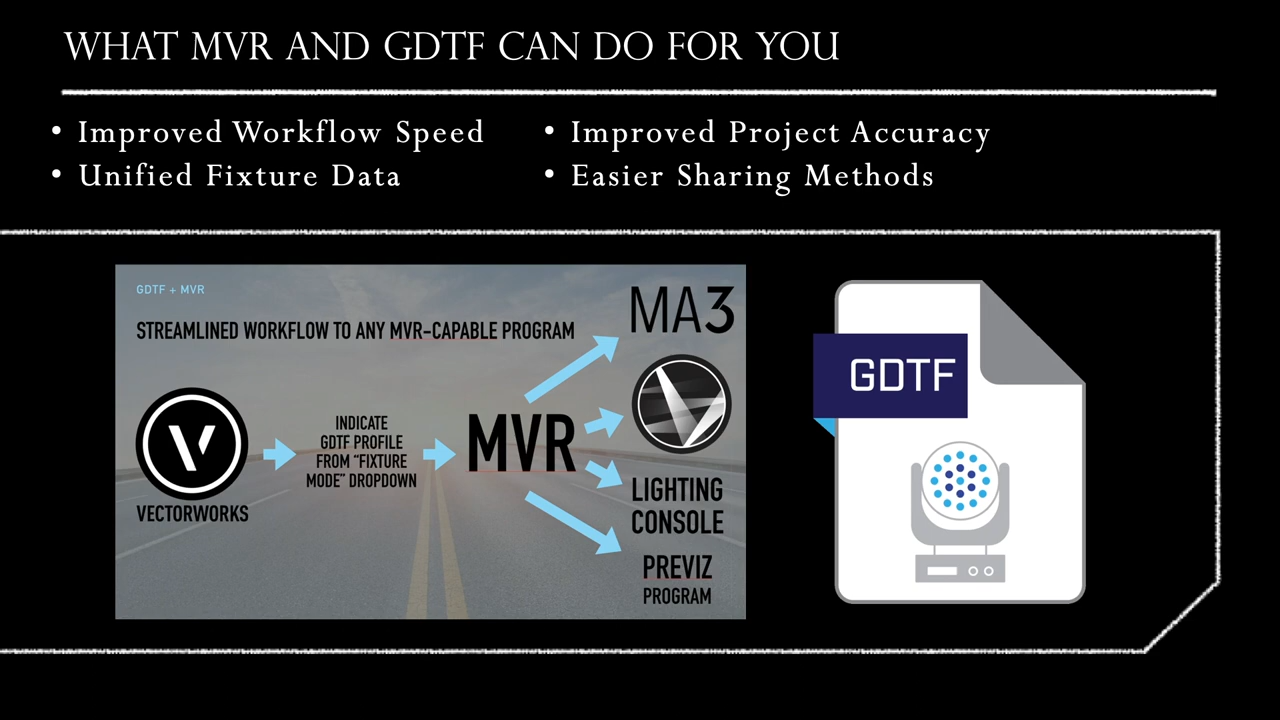 WHAT MVR AND GDTF CAN DO FOR YOU
• Improved Workflow Speed
• Unified Fixture Data
• Improved Project Accuracy
• Easier Sharing Methods
GDTF + MVR
STREAMLINED WORKFLOW TO ANY MVR-CAPABLE PROGRAM
VECTORWORKS
INDICATE
GDTF PROFILE
FROM “FIXTURE
MODE” DROPDOWN
MVR
MA3
LIGHTING
CONSOLE
PREVIZ
PROGRAM
GDTF